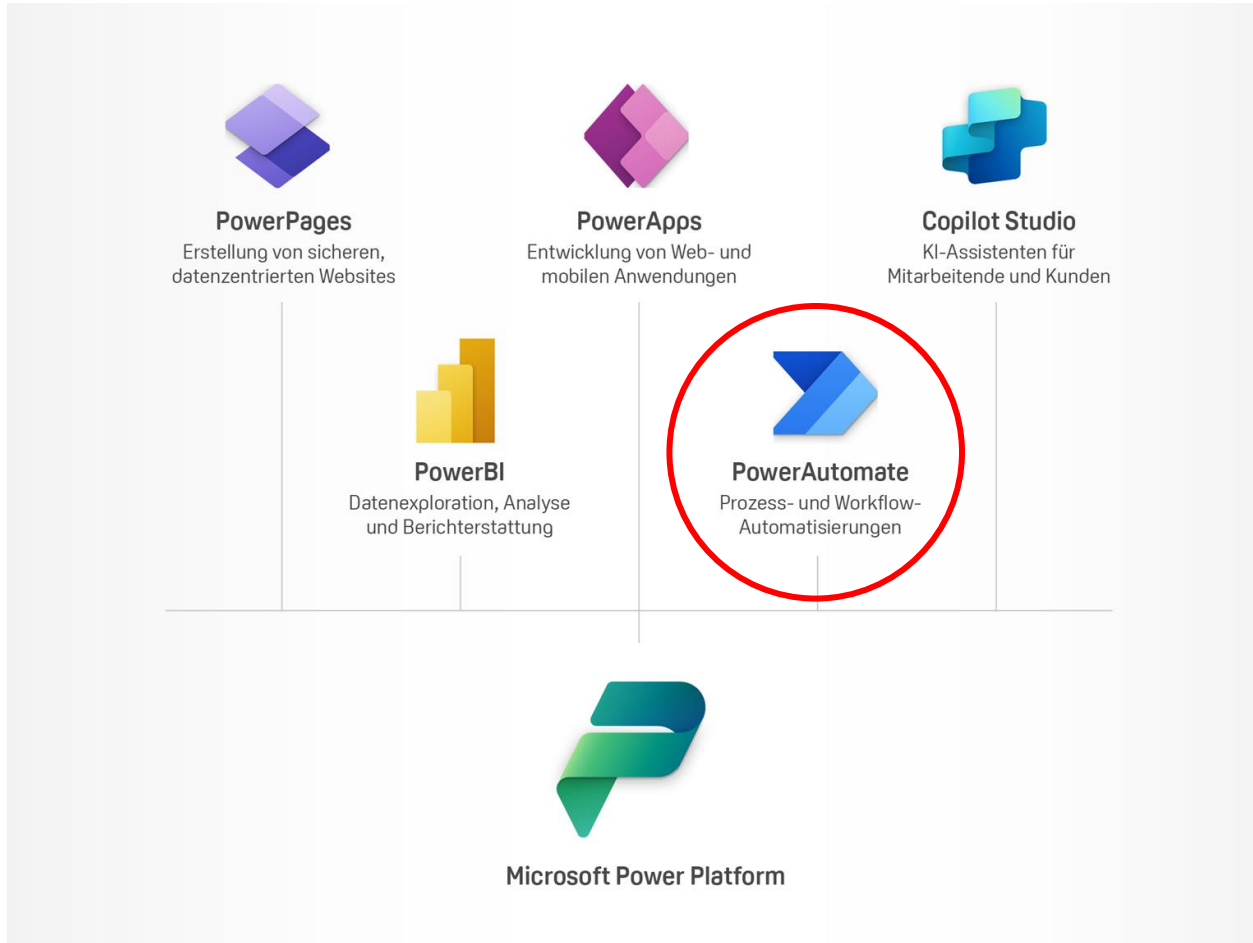 PowerPages
Erstellung von sicheren,
datenzentrierten Websites
PowerApps
Entwicklung von Web- und
mobilen Anwendungen
Copilot Studio
KI-Assistenten für
Mitarbeitende und Kunden
PowerBI
Datenexploration, Analyse
und Berichterstattung
PowerAutomate
Prozess- und Workflow-
Automatisierungen
Microsoft Power Platform